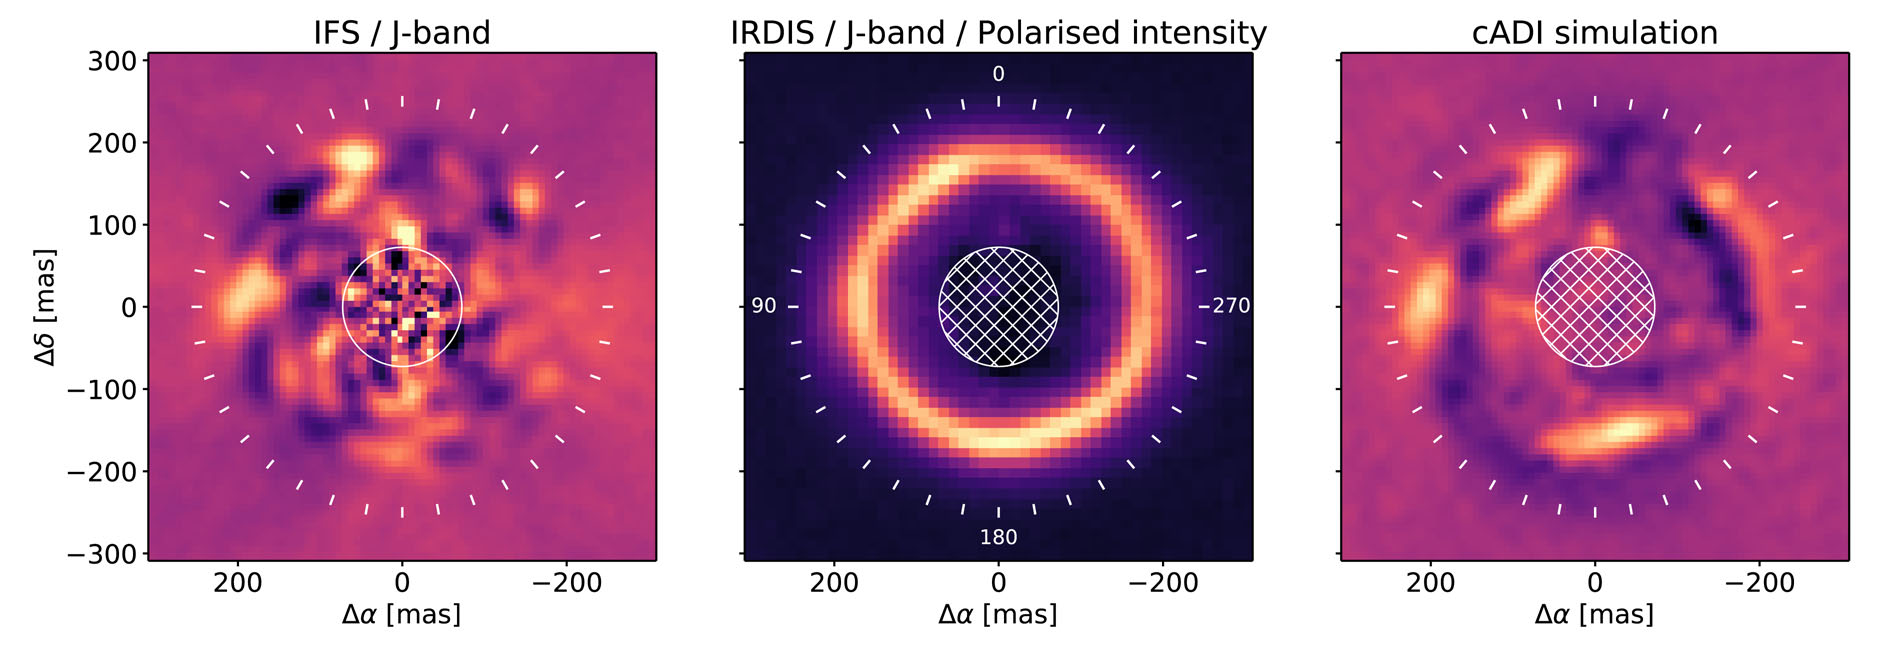 IFS / J-band
IRDIS / J-band / Polarised intensity
cADI simulation
Δδ [mas]
300
200
100
0
−100
−200
−300
0
90
270
180
200 0 −200
200 0 −200
200 0 −200
Δα [mas]
Δα [mas]
Δα [mas]